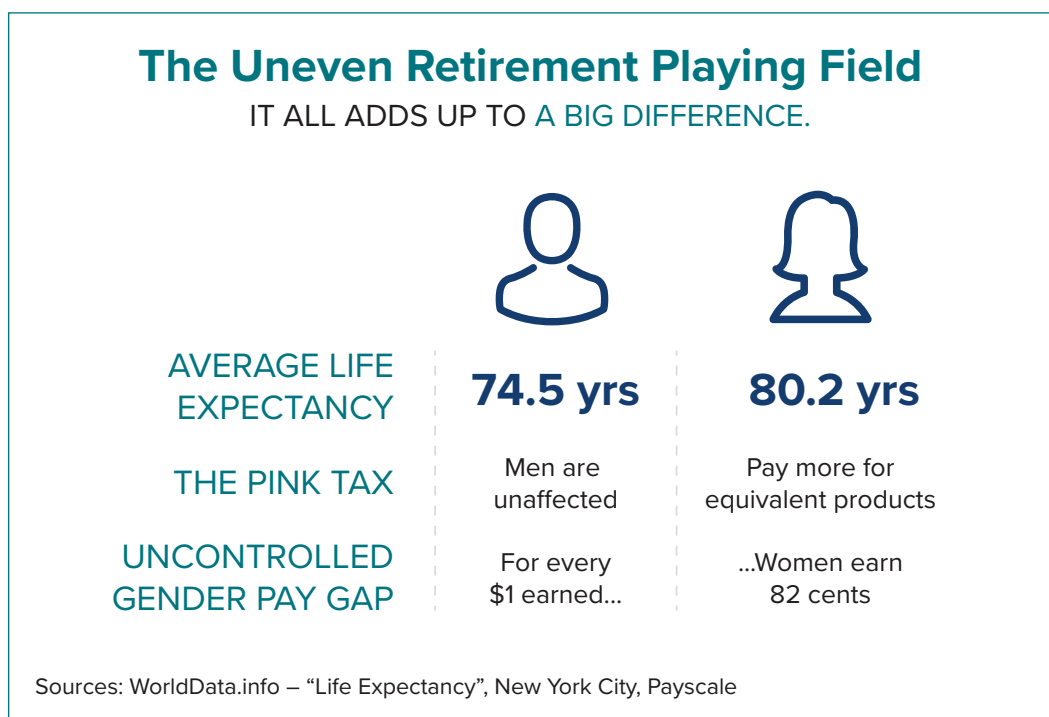 The Uneven Retirement Playing Field
IT ALL ADDS UP TO A BIG DIFFERENCE.
AVERAGE LIFE
EXPECTANCY
74.5 yrs
80.2 yrs
THE PINK TAX
Men are
unaffected
Pay more for
equivalent products
UNCONTROLLED
GENDER PAY GAP
For every
$1 earned...
...Women earn
82 cents
Sources: WorldData.info – “Life Expectancy”, New York City, Payscale